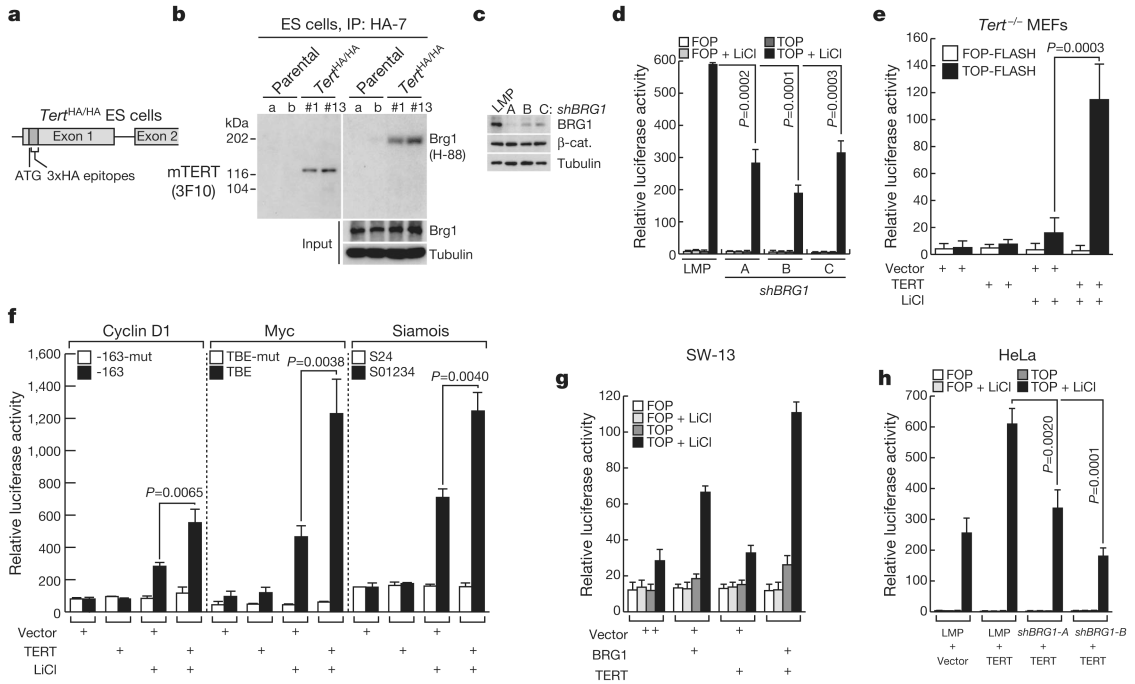 a
Tert^HA/HA ES cells
Exon 1
Exon 2
ATG 3xHA epitopes
b
ES cells, IP: HA-7
Parental
Tert^HA/HA
Parental
Tert^HA/HA
a b #1 #13 a b #1 #13
kDa
202
116
104
mTERT
(3F10)
Brg1
(H-88)
Input
Brg1
Tubulin
c
LMP A B C: shBRG1
BRG1
β-cat.
Tubulin
d
FOP TOP
FOP + LiCl TOP + LiCl
Relative luciferase activity
600
500
400
300
200
100
0
P=0.0002
P=0.0001
P=0.0003
LMP A B C
shBRG1
e
Tert–/– MEFs
FOP-FLASH
TOP-FLASH
P=0.0003
Relative luciferase activity
160
140
120
100
80
60
40
20
0
Vector + + + +
TERT + + + +
LiCl + + + +
f
Cyclin D1 Myc Siamois
-163-mut
-163
TBE-mut
TBE
S24
S01234
P=0.0065
P=0.0038
P=0.0040
Relative luciferase activity
1,600
1,400
1,200
1,000
800
600
400
200
0
Vector + + + + + +
TERT + + + + + +
LiCl + + + + + +
g
SW-13
FOP
FOP + LiCl
TOP
TOP + LiCl
Relative luciferase activity
120
100
80
60
40
20
0
Vector ++ + +
BRG1 + +
TERT + +
h
HeLa
FOP TOP
FOP + LiCl TOP + LiCl
P=0.0020
P=0.0001
Relative luciferase activity
700
600
500
400
300
200
100
0
LMP LMP shBRG1-A shBRG1-B
+ + + +
Vector TERT TERT TERT